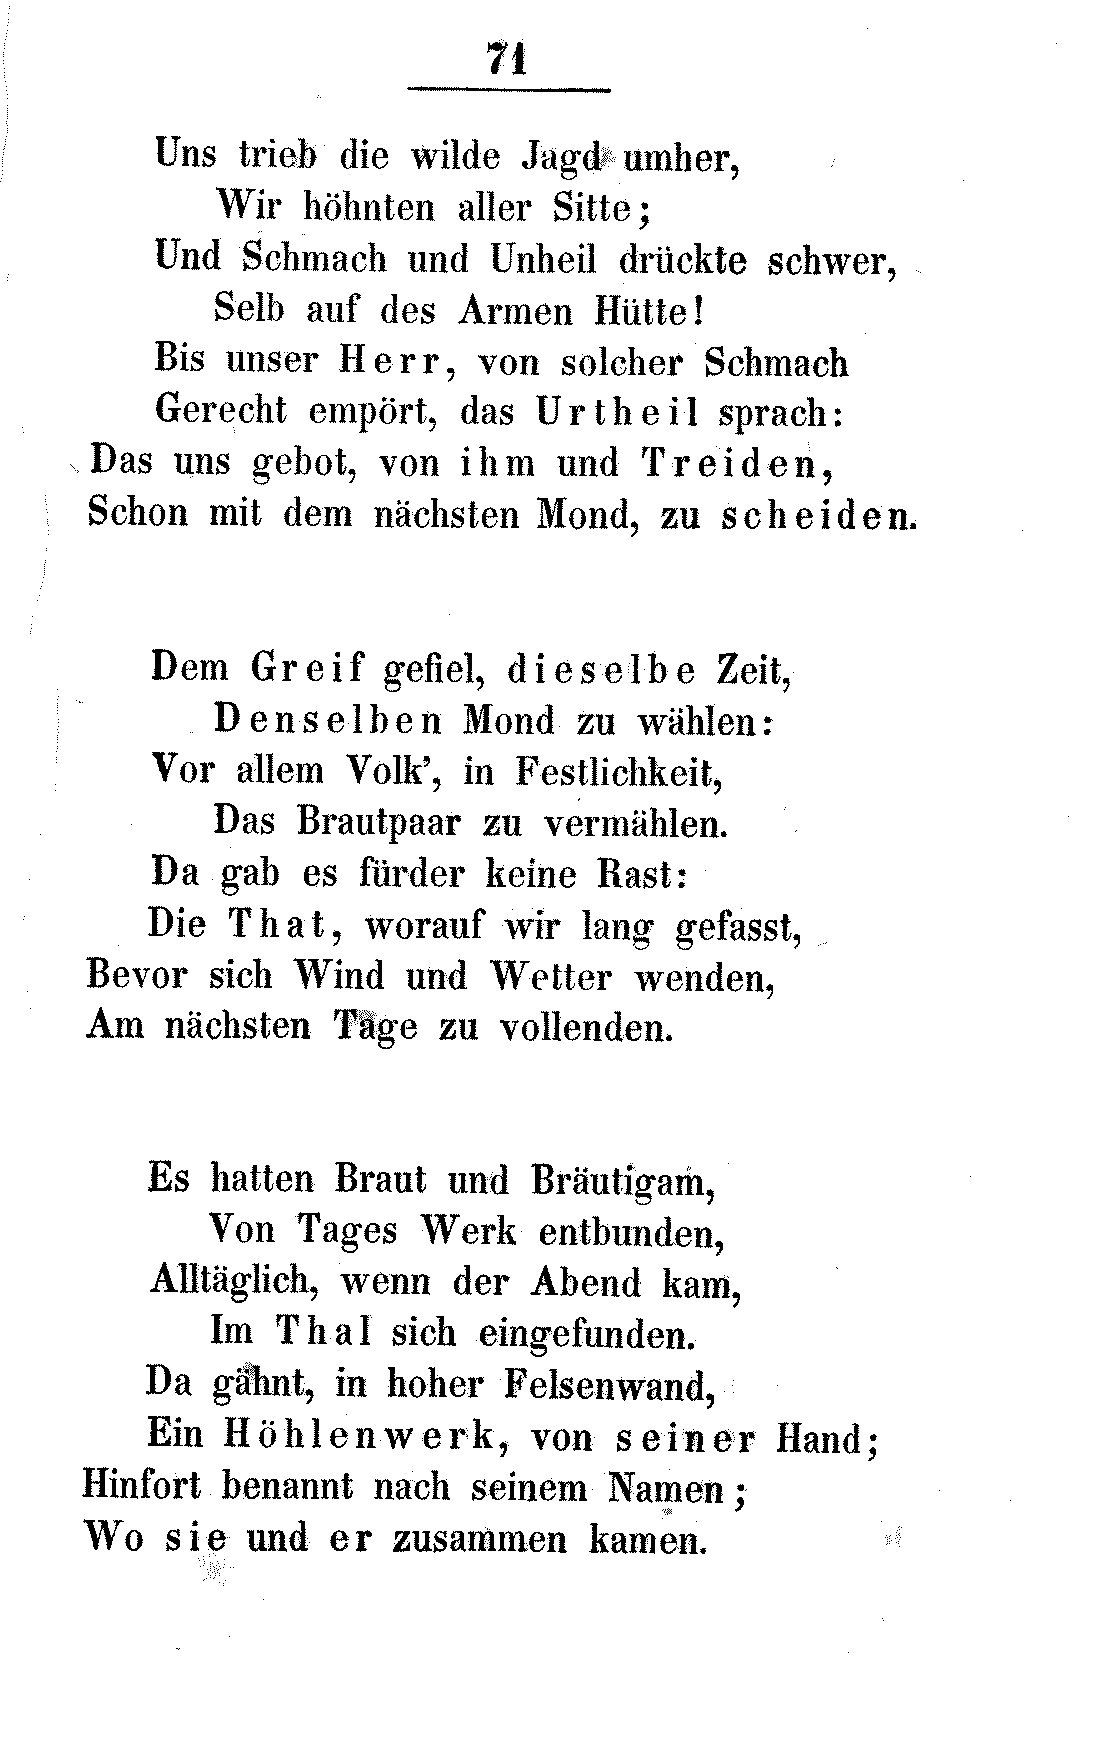 71
Uns trieb die wilde Jagd umher,
Wir höhnten aller Sitte;
Und Schmach und Unheil drückte schwer,
Selb auf des Armen Hütte!
Bis unser Herr, von solcher Schmach
Gerecht empört, das Urtheil sprach:
Das uns gebot, von ihm und Treiden,
Schon mit dem nächsten Mond, zu scheiden.
Dem Greif gefiel, dieselbe Zeit,
Denselben Mond zu wählen:
Vor allem Volk', in Festlichkeit,
Das Brautpaar zu vermählen.
Da gab es fürder keine Rast:
Die That, worauf wir lang gefasst,
Bevor sich Wind und Wetter wenden,
Am nächsten Tage zu vollenden.
Es hatten Braut und Bräutigam,
Von Tages Werk entbunden,
Alltäglich, wenn der Abend kam,
Im Thal sich eingefunden.
Da gähnt, in hoher Felsenwand,
Ein Höhlenwerk, von seiner Hand;
Hinfort benannt nach seinem Namen;
Wo sie und er zusammen kamen.